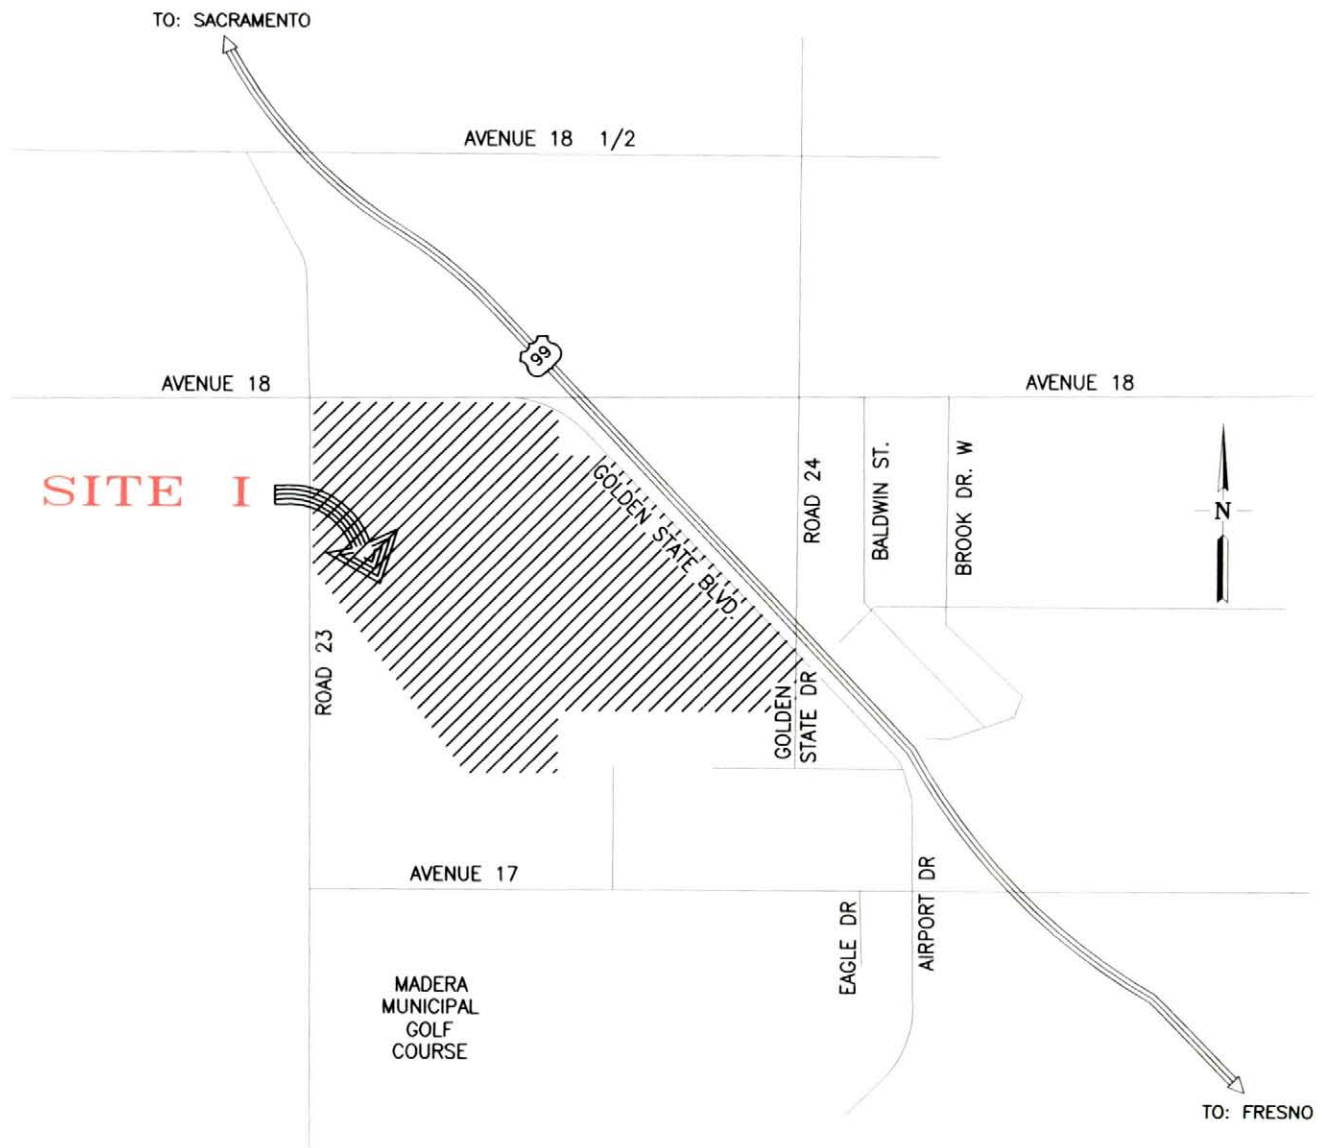 TO: SACRAMENTO
AVENUE 18 1/2
99
AVENUE 18
AVENUE 18
SITE I
GOLDEN STATE BLVD.
ROAD 24
BALDWIN ST.
BROOK DR. W
N
ROAD 23
GOLDEN
STATE DR
AVENUE 17
EAGLE DR
AIRPORT DR
MADERA
MUNICIPAL
GOLF
COURSE
TO: FRESNO